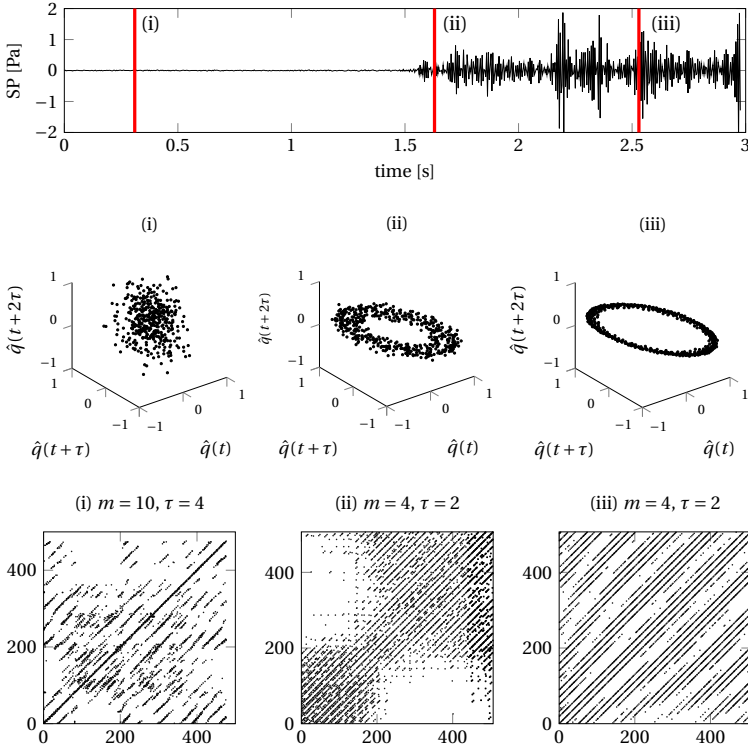 2
1
0
−1
−2
SP [Pa]
(i)
(ii)
(iii)
0
0.5
1
1.5
2
2.5
3
time [s]
(i)
(ii)
(iii)
1
0
−1
q̂(t+2τ)
1
0
−1
−1
0
1
q̂(t+τ)
q̂(t)
1
0
−1
q̂(t+2τ)
1
0
−1
−1
0
1
q̂(t+τ)
q̂(t)
1
0
−1
q̂(t+2τ)
1
0
−1
−1
0
1
q̂(t+τ)
q̂(t)
(i) m = 10, τ = 4
(ii) m = 4, τ = 2
(iii) m = 4, τ = 2
400
200
0
0
200
400
400
200
0
0
200
400
400
200
0
0
200
400